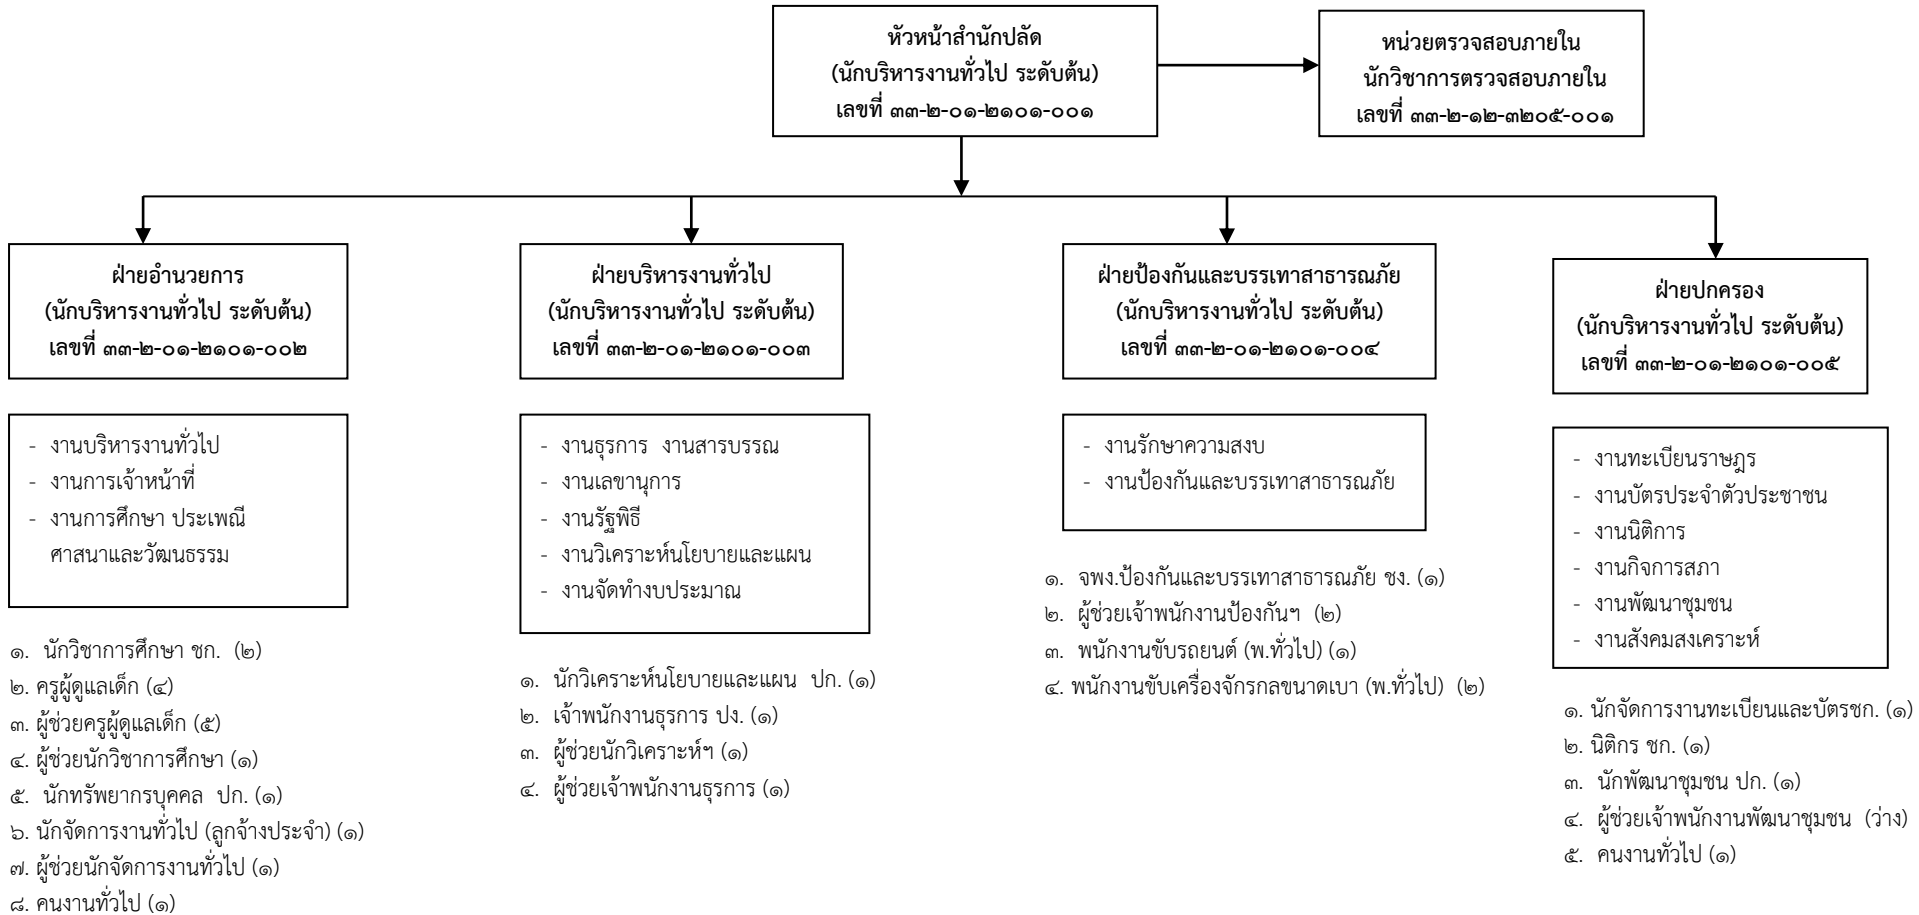 หัวหน้าสำนักปลัด
(นักบริหารงานทั่วไป ระดับต้น)
เลขที่ ๓๓-๒-๐๑-๒๑๐๑-๐๐๑
หน่วยตรวจสอบภายใน
นักวิชาการตรวจสอบภายใน
เลขที่ ๓๓-๒-๑๒-๓๒๐๕-๐๐๑
ฝ่ายอำนวยการ
(นักบริหารงานทั่วไป ระดับต้น)
เลขที่ ๓๓-๒-๐๑-๒๑๐๑-๐๐๒
- งานบริหารงานทั่วไป
- งานการเจ้าหน้าที่
- งานการศึกษา ประเพณี
ศาสนาและวัฒนธรรม
๑. นักวิชาการศึกษา ชก. (๒)
๒. ครูผู้ดูแลเด็ก (๔)
๓. ผู้ช่วยครูผู้ดูแลเด็ก (๕)
๔. ผู้ช่วยนักวิชาการศึกษา (๑)
๕. นักทรัพยากรบุคคล ปก. (๑)
๖. นักจัดการงานทั่วไป (ลูกจ้างประจำ) (๑)
๗. ผู้ช่วยนักจัดการงานทั่วไป (๑)
๘. คนงานทั่วไป (๑)
ฝ่ายบริหารงานทั่วไป
(นักบริหารงานทั่วไป ระดับต้น)
เลขที่ ๓๓-๒-๐๑-๒๑๐๑-๐๐๓
- งานธุรการ งานสารบรรณ
- งานเลขานุการ
- งานรัฐพิธี
- งานวิเคราะห์นโยบายและแผน
- งานจัดทำงบประมาณ
๑. นักวิเคราะห์นโยบายและแผน ปก. (๑)
๒. เจ้าพนักงานธุรการ ปง. (๑)
๓. ผู้ช่วยนักวิเคราะห์ฯ (๑)
๔. ผู้ช่วยเจ้าพนักงานธุรการ (๑)
ฝ่ายป้องกันและบรรเทาสาธารณภัย
(นักบริหารงานทั่วไป ระดับต้น)
เลขที่ ๓๓-๒-๐๑-๒๑๐๑-๐๐๔
- งานรักษาความสงบ
- งานป้องกันและบรรเทาสาธารณภัย
๑. จพง.ป้องกันและบรรเทาสาธารณภัย ชง. (๑)
๒. ผู้ช่วยเจ้าพนักงานป้องกันฯ (๒)
๓. พนักงานขับรถยนต์ (พ.ทั่วไป) (๑)
๔. พนักงานขับเครื่องจักรกลขนาดเบา (พ.ทั่วไป) (๒)
ฝ่ายปกครอง
(นักบริหารงานทั่วไป ระดับต้น)
เลขที่ ๓๓-๒-๐๑-๒๑๐๑-๐๐๕
- งานทะเบียนราษฎร
- งานบัตรประจำตัวประชาชน
- งานนิติการ
- งานกิจการสภา
- งานพัฒนาชุมชน
- งานสังคมสงเคราะห์
๑. นักจัดการงานทะเบียนและบัตรชก. (๑)
๒. นิติกร ชก. (๑)
๓. นักพัฒนาชุมชน ปก. (๑)
๔. ผู้ช่วยเจ้าพนักงานพัฒนาชุมชน (ว่าง)
๕. คนงานทั่วไป (๑)